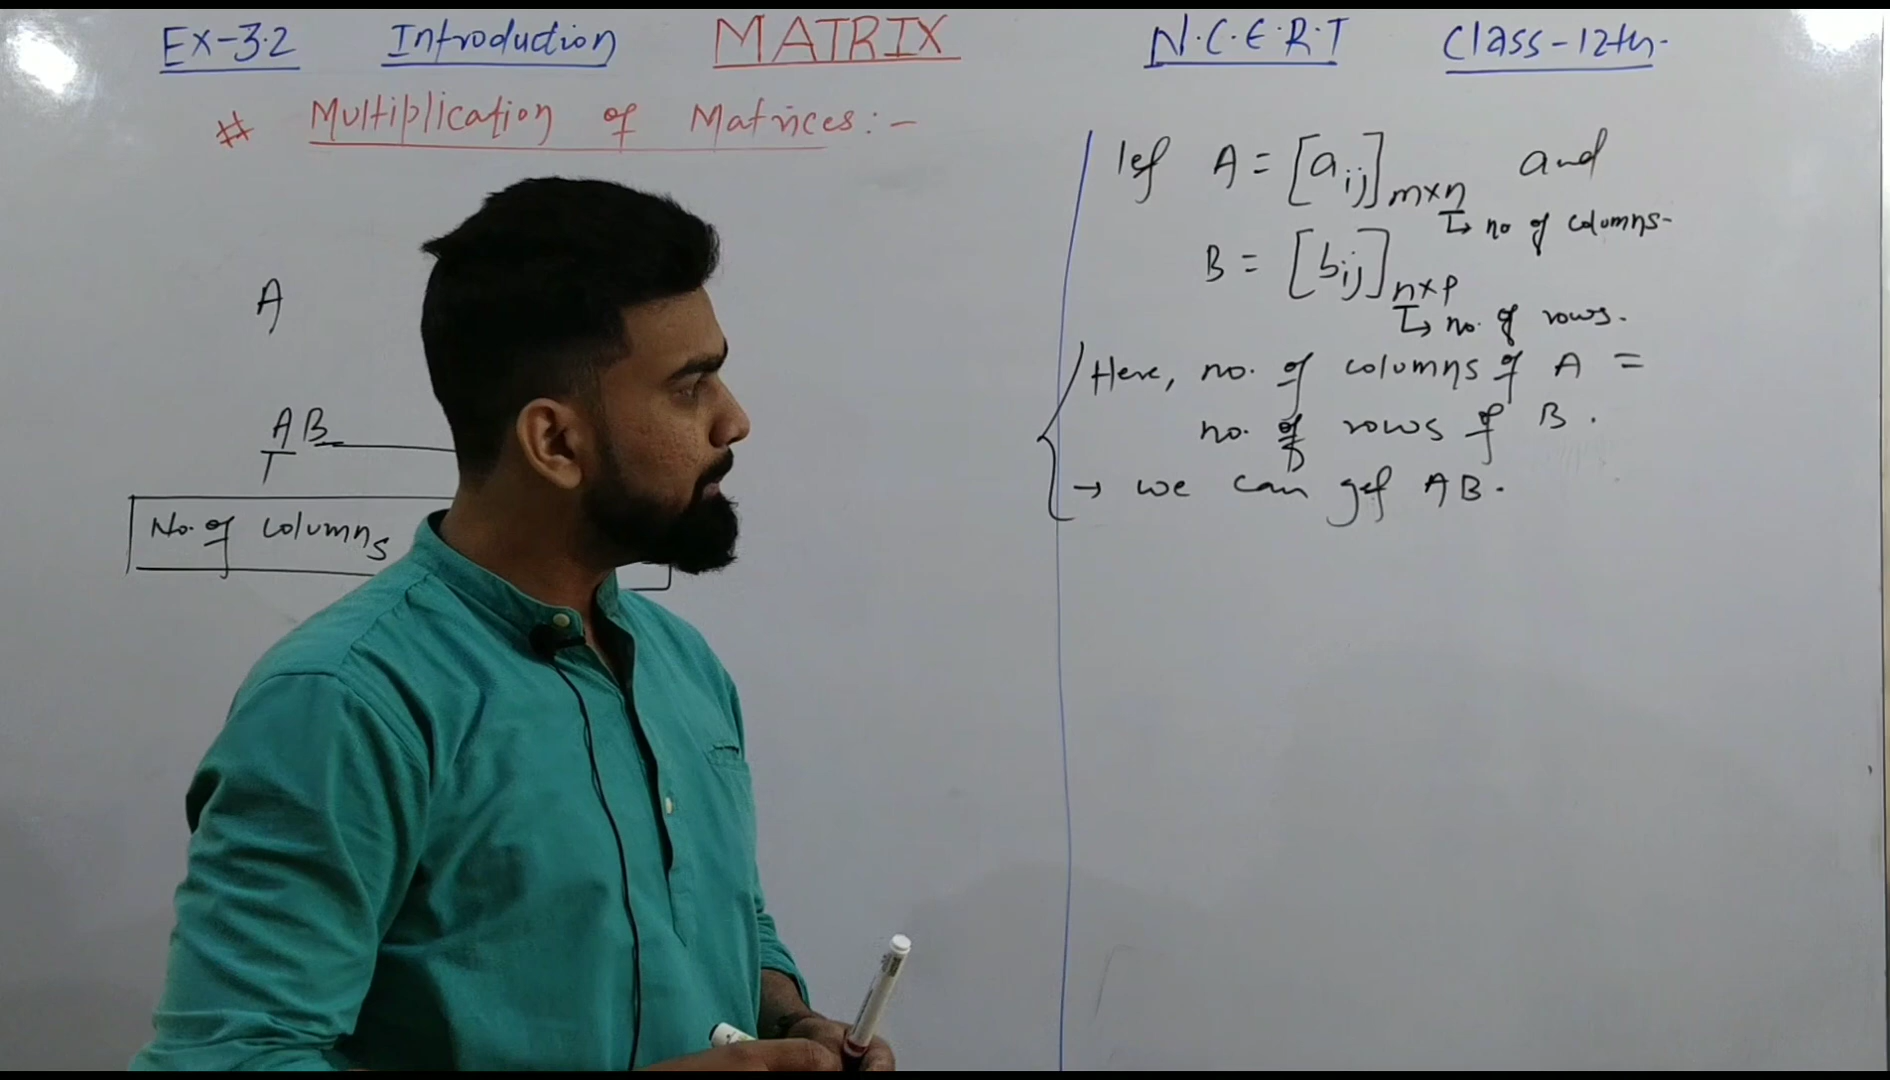 Ex-3.2 Introduction MATRIX N.C.E.R.T Class-12th.
# Multiplication of Matrices:-
A
AB
No. of columns
let A = [aij]m×n and
↳ no of columns.
B = [bij]n×p
↳ no. of rows.
Here, no. of columns of A =
no. of rows of B.
→ we can get AB.